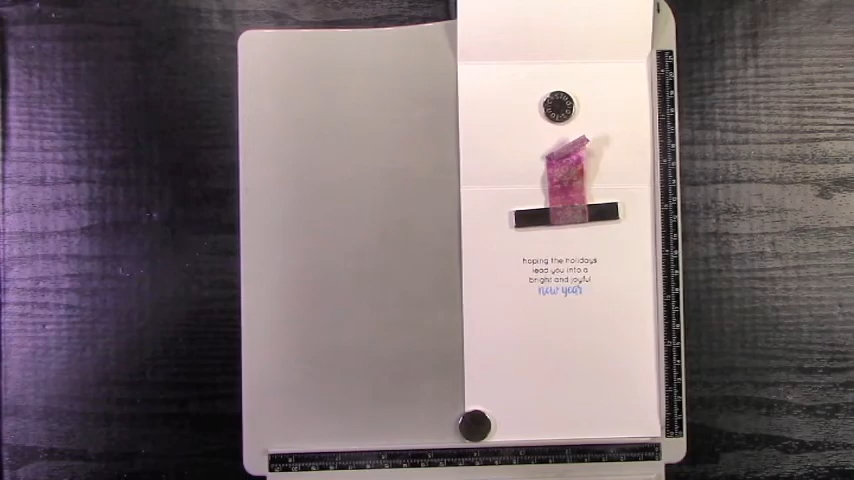 hoping the holidays
lead you into a
bright and joyful
new year